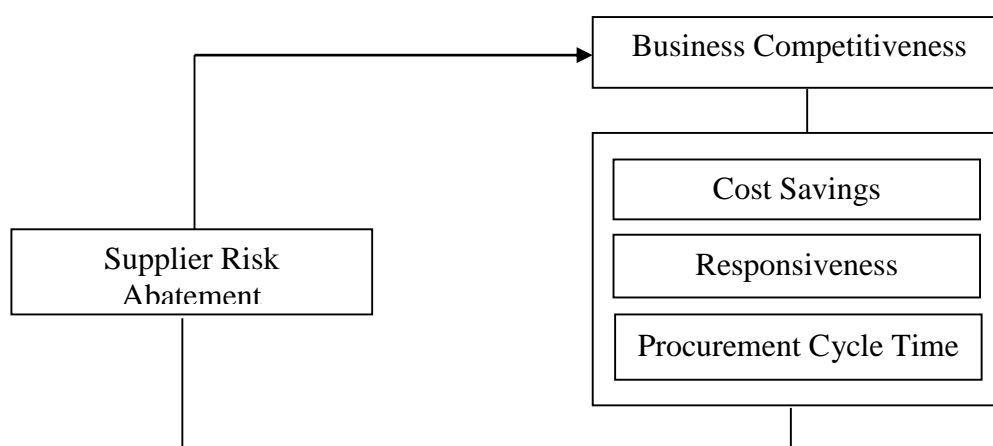 Business Competitiveness
Cost Savings
Responsiveness
Procurement Cycle Time
Supplier Risk
Abatement